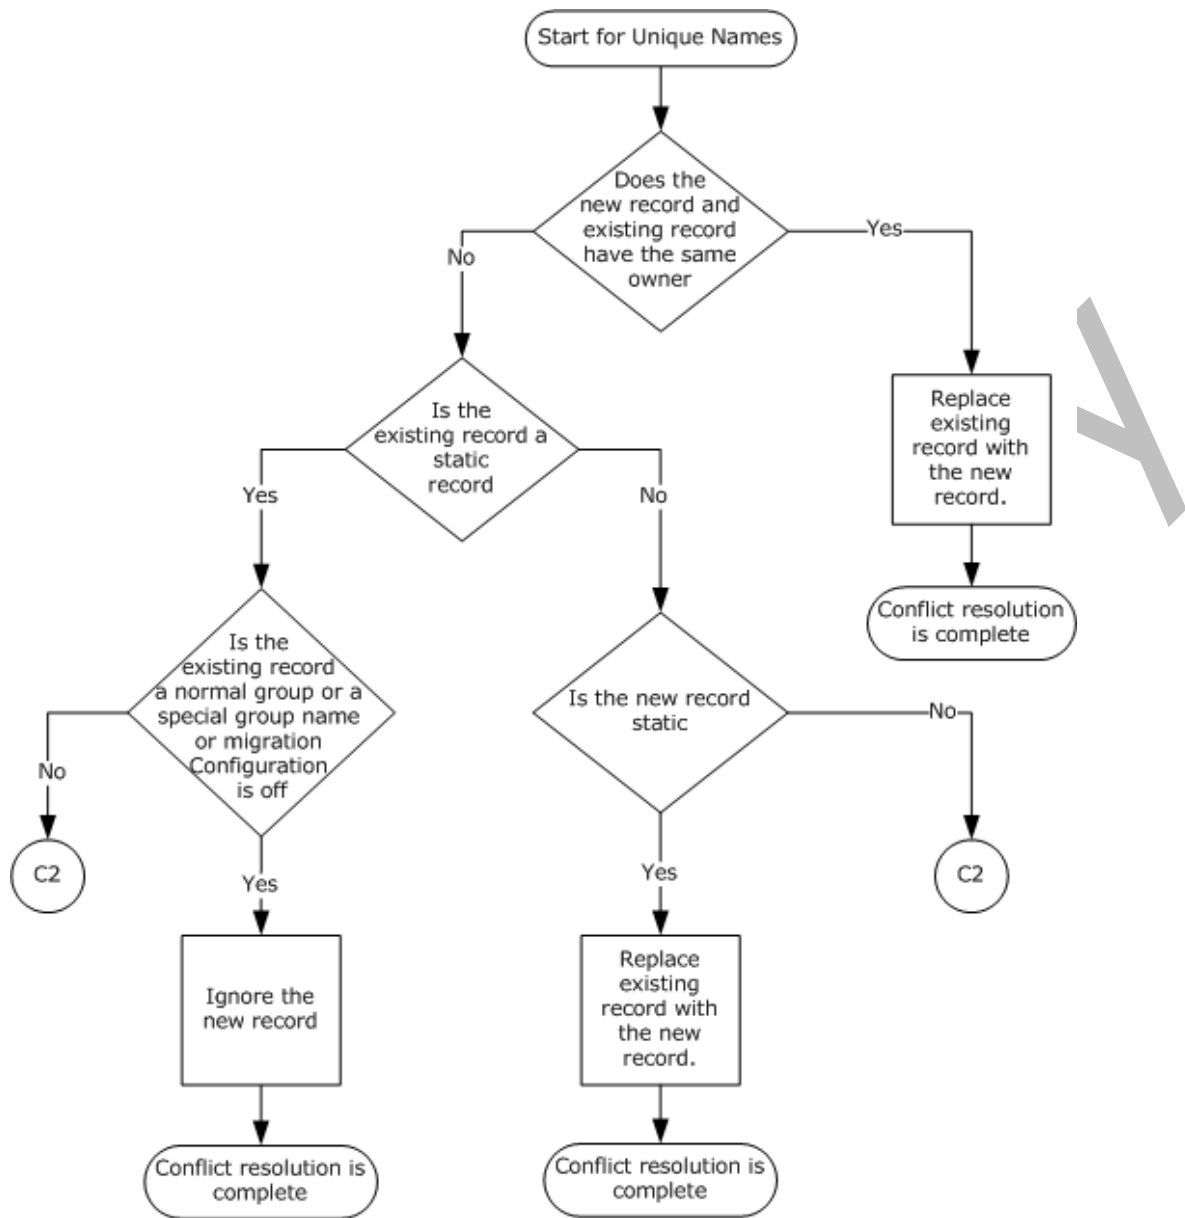 Start for Unique Names
Does the
new record and
existing record
have the same
owner
Yes
No
Is the
existing record a
static
record
Replace
existing
record with
the new
record.
Yes
No
Conflict resolution
is complete
Is the
existing record
a normal group or a
special group name
or migration
Configuration
is off
Is the new record
static
No
No
C2
Yes
Yes
C2
Ignore the
new record
Replace
existing
record with
the new
record.
Conflict resolution is
complete
Conflict resolution is
complete